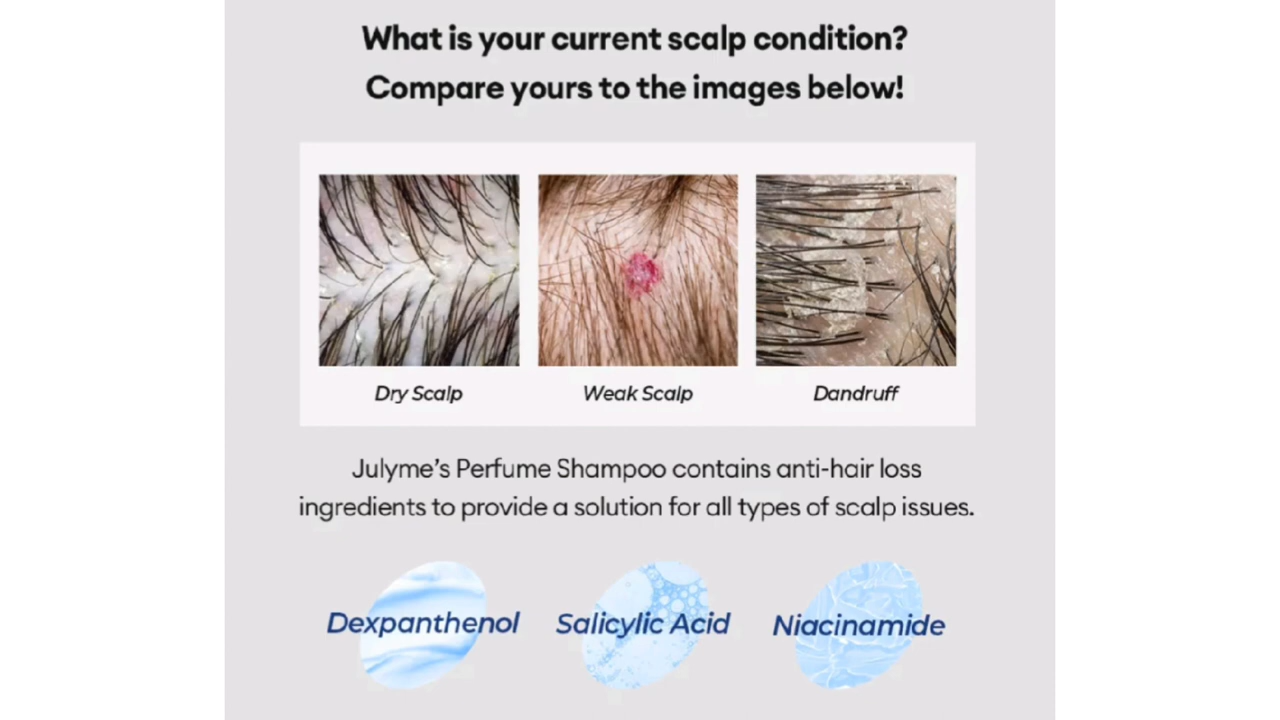 What is your current scalp condition?
Compare yours to the images below!
Dry Scalp
Weak Scalp
Dandruff
Julyme's Perfume Shampoo contains anti-hair loss
ingredients to provide a solution for all types of scalp issues.
Dexpanthenol
Salicylic Acid
Niacinamide